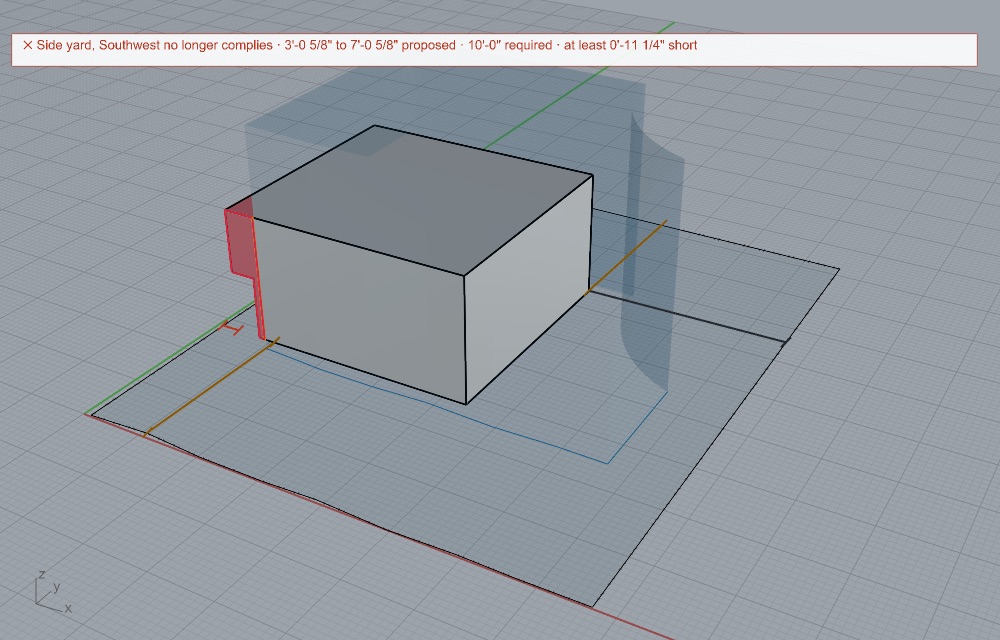 × Side yard, Southwest no longer complies · 3'-0 5/8" to 7'-0 5/8" proposed · 10'-0" required · at least 0'-11 1/4" short
z
y
x